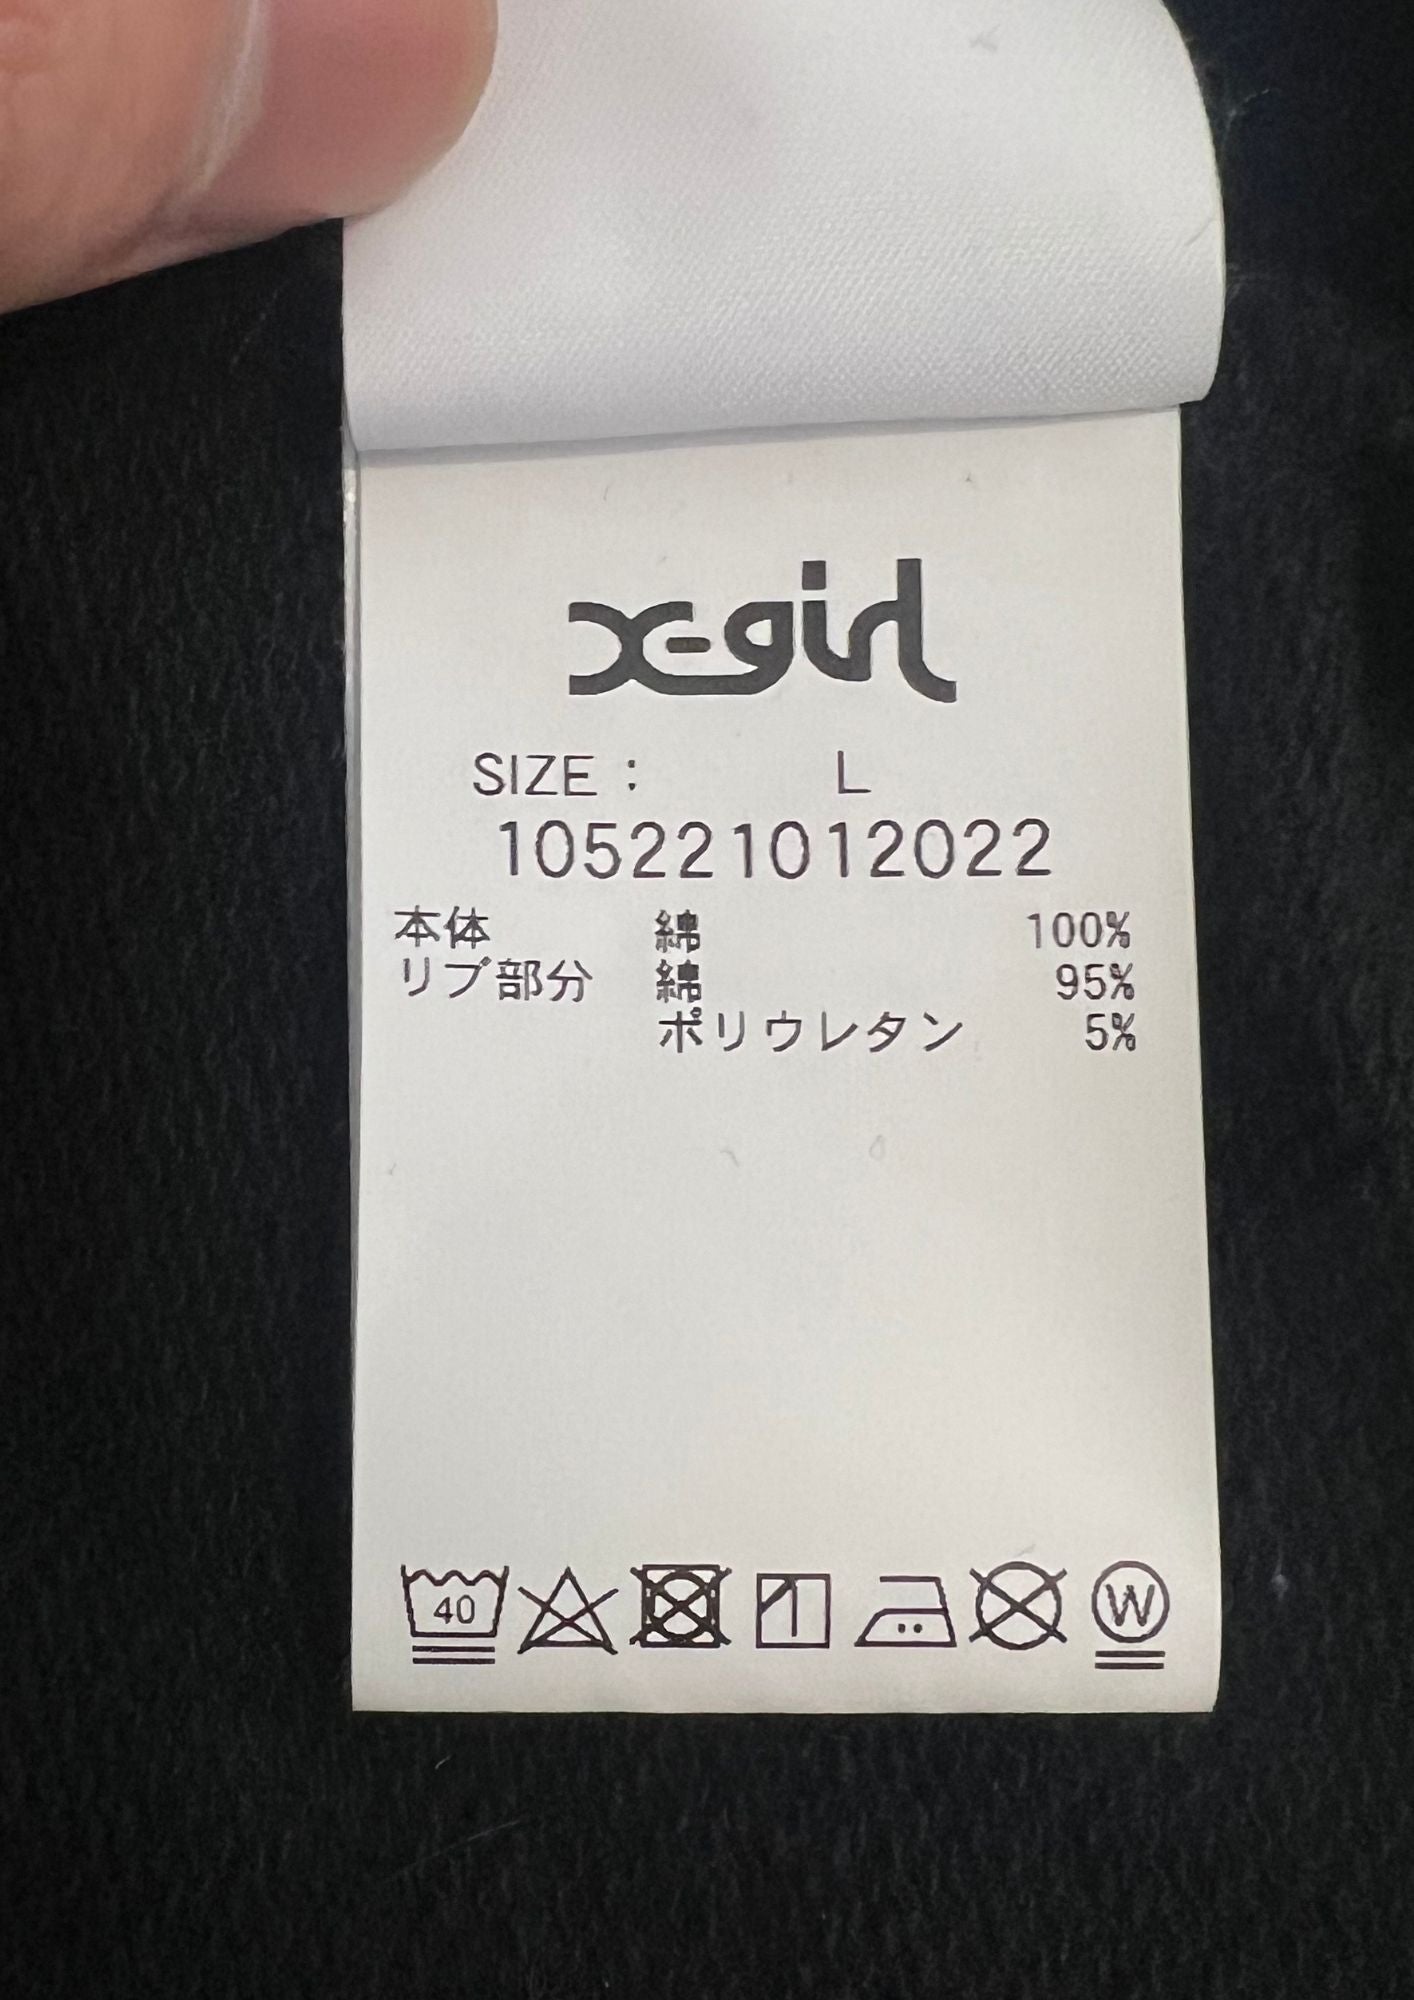 X-girl
SIZE : L
105221012022
本体 綿 100%
リブ部分 綿 95%
ポリウレタン 5%
40 W